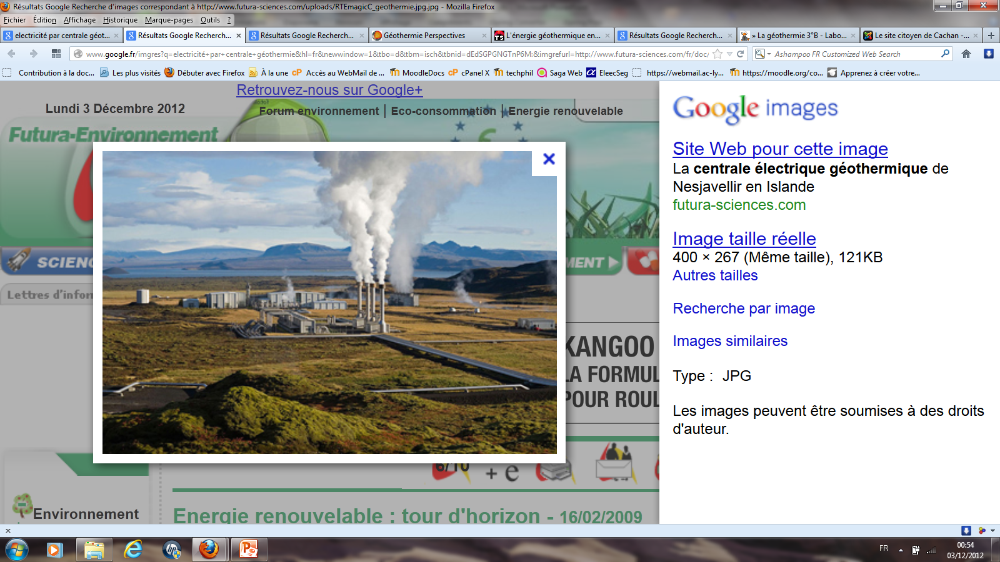 Résultats Google Recherche d'images correspondant à http://www.futura-sciences.com/uploads/RTEmagicC_geothermie.jpg.jpg - Mozilla Firefox
Fichier Édition Affichage Historique Marque-pages Outils ?
electricité par centrale géot... Résultats Google Recherch... Résultats Google Recherch... Géothermie Perspectives L'énergie géothermique en... Résultats Google Recherch... » La géothermie 3°B - Labo... Le site citoyen de Cachan -...
www.google.fr/imgres?q=electricité+par+centrale+géothermie&hl=fr&newwindow=1&tbo=d&tbm=isch&tbnid=dEdSGPGNGTnP6M:&imgrefurl=http://www.futura-sciences.com/fr/doc/ Ashampoo FR Customized Web Search
Contribution à la doc... Les plus visités Débuter avec Firefox À la une Accès au WebMail de ... MoodleDocs cPanel X techphil Saga Web EleecSeg https://webmail.ac-ly... https://moodle.org/co... Apprenez à créer votre...
Retrouvez-nous sur Google+
Lundi 3 Décembre 2012
Forum environnement | Eco-consommation | Energie renouvelable
Futura-Environnement
SCIENC
MENT
Lettres d'inforn
KANGOO
LA FORMUL
POUR ROUL
6/10
+ e
Environnement
Energie renouvelable : tour d'horizon - 16/02/2009
Google images
Site Web pour cette image
La centrale électrique géothermique de
Nesjavellir en Islande
futura-sciences.com
Image taille réelle
400 × 267 (Même taille), 121KB
Autres tailles
Recherche par image
Images similaires
Type : JPG
Les images peuvent être soumises à des droits
d'auteur.
FR
00:54
03/12/2012